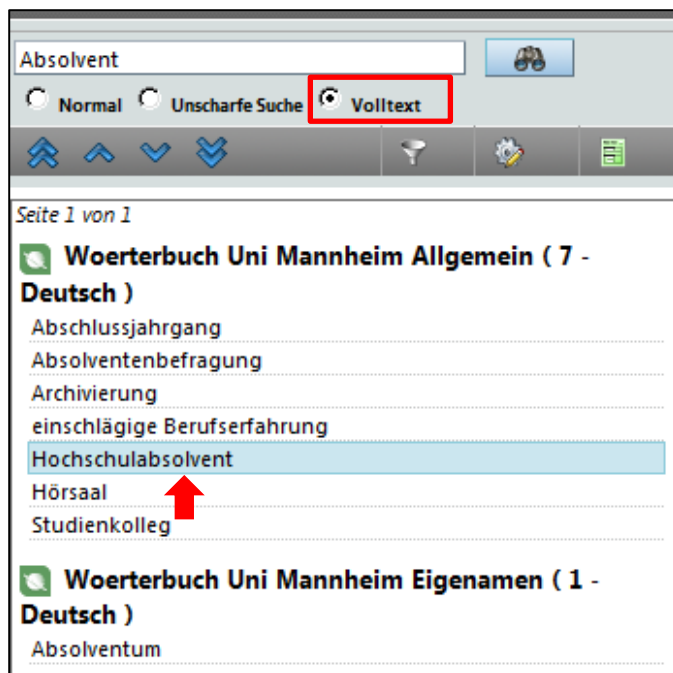 Absolvent
Normal Unscharfe Suche Volltext
Seite 1 von 1
Woerterbuch Uni Mannheim Allgemein ( 7 -
Deutsch )
Abschlussjahrgang
Absolventenbefragung
Archivierung
einschlägige Berufserfahrung
Hochschulabsolvent
Hörsaal
Studienkolleg
Woerterbuch Uni Mannheim Eigenamen ( 1 -
Deutsch )
Absolventum